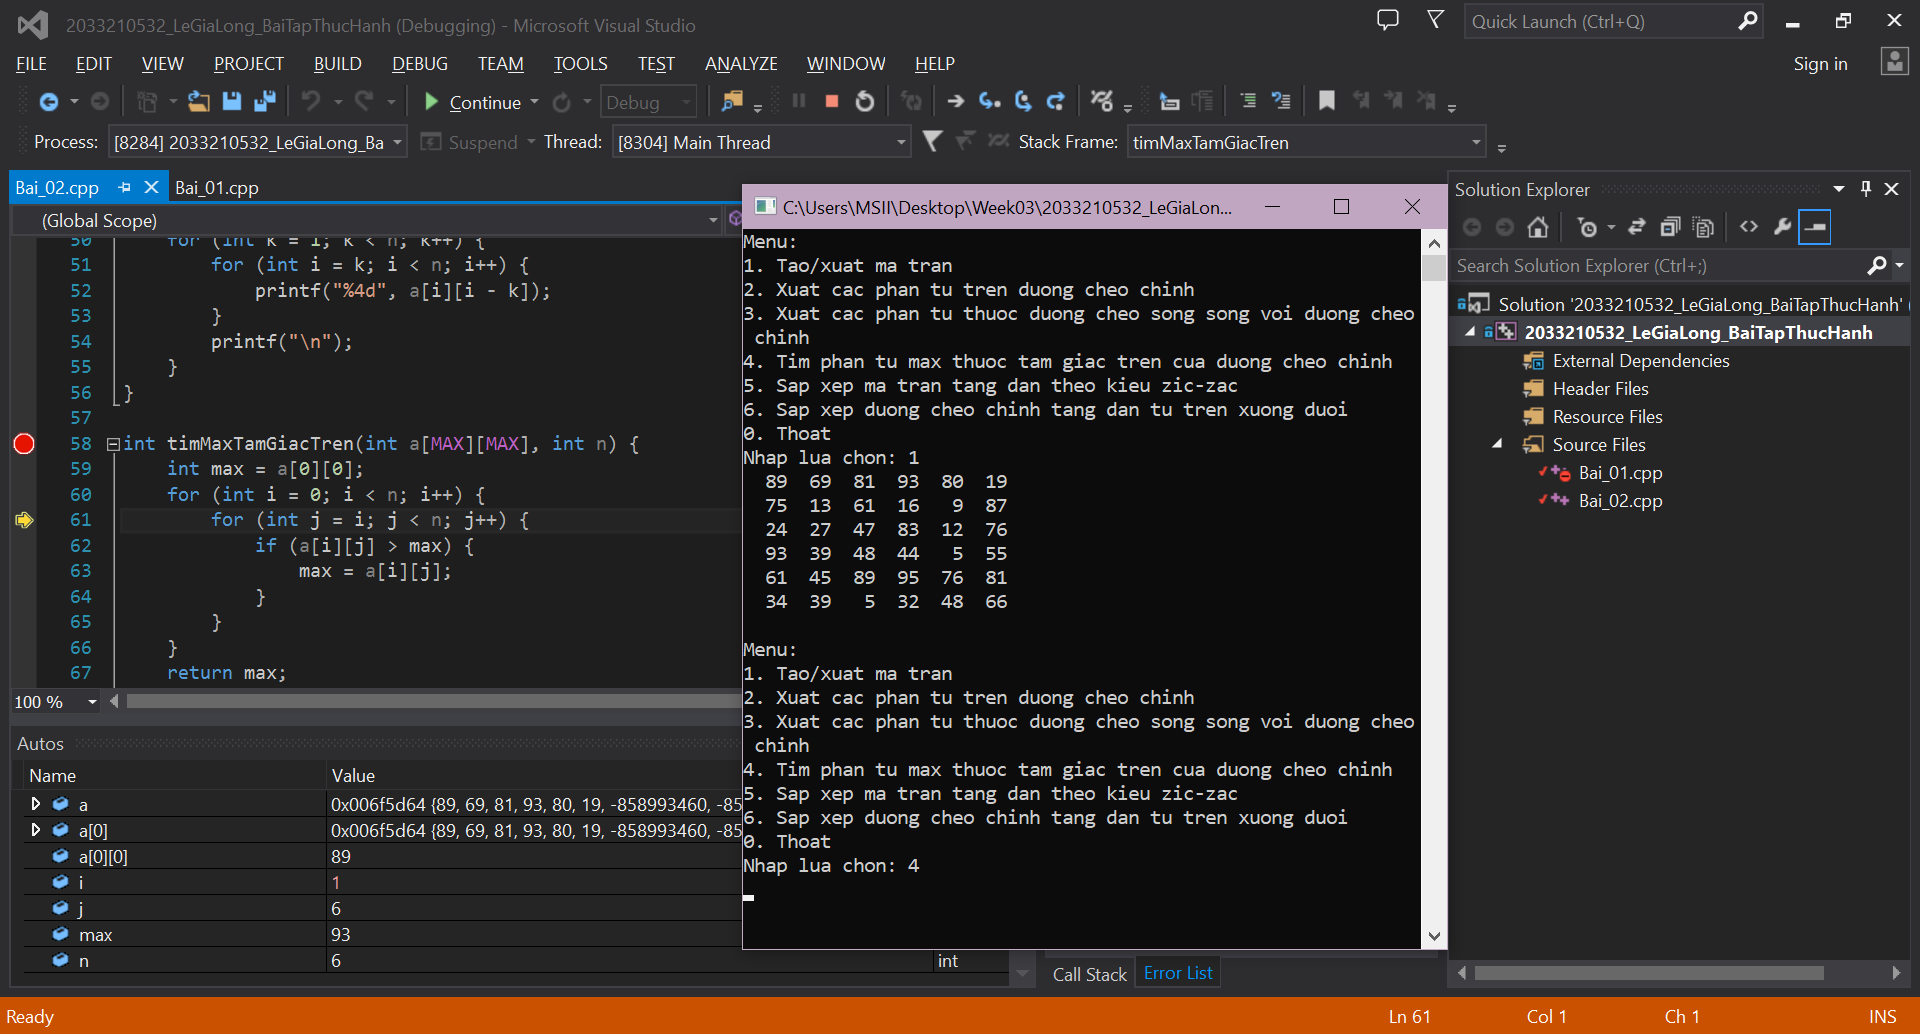 2033210532_LeGiaLong_BaiTapThucHanh (Debugging) - Microsoft Visual Studio
Quick Launch (Ctrl+Q)
FILE EDIT VIEW PROJECT BUILD DEBUG TEAM TOOLS TEST ANALYZE WINDOW HELP
Sign in
Continue Debug
Process: [8284] 2033210532_LeGiaLong_Ba Suspend Thread: [8304] Main Thread Stack Frame: timMaxTamGiacTren
Bai_02.cpp Bai_01.cpp
(Global Scope)
50 for (int k = 1; k < n; k++) {
51 for (int i = k; i < n; i++) {
52 printf("%4d", a[i][i - k]);
53 }
54 printf("\n");
55 }
56 }
57
58 int timMaxTamGiacTren(int a[MAX][MAX], int n) {
59 int max = a[0][0];
60 for (int i = 0; i < n; i++) {
61 for (int j = i; j < n; j++) {
62 if (a[i][j] > max) {
63 max = a[i][j];
64 }
65 }
66 }
67 return max;
100 %
Autos
Name Value
a 0x006f5d64 {89, 69, 81, 93, 80, 19, -858993460, -85
a[0] 0x006f5d64 {89, 69, 81, 93, 80, 19, -858993460, -85
a[0][0] 89
i 1
j 6
max 93
n 6 int
C:\Users\MSII\Desktop\Week03\2033210532_LeGiaLon...
Menu:
1. Tao/xuat ma tran
2. Xuat cac phan tu tren duong cheo chinh
3. Xuat cac phan tu thuoc duong cheo song song voi duong cheo
chinh
4. Tim phan tu max thuoc tam giac tren cua duong cheo chinh
5. Sap xep ma tran tang dan theo kieu zic-zac
6. Sap xep duong cheo chinh tang dan tu tren xuong duoi
0. Thoat
Nhap lua chon: 1
89 69 81 93 80 19
75 13 61 16 9 87
24 27 47 83 12 76
93 39 48 44 5 55
61 45 89 95 76 81
34 39 5 32 48 66
Menu:
1. Tao/xuat ma tran
2. Xuat cac phan tu tren duong cheo chinh
3. Xuat cac phan tu thuoc duong cheo song song voi duong cheo
chinh
4. Tim phan tu max thuoc tam giac tren cua duong cheo chinh
5. Sap xep ma tran tang dan theo kieu zic-zac
6. Sap xep duong cheo chinh tang dan tu tren xuong duoi
0. Thoat
Nhap lua chon: 4
Call Stack Error List
Solution Explorer
Search Solution Explorer (Ctrl+;)
Solution '2033210532_LeGiaLong_BaiTapThucHanh' (
2033210532_LeGiaLong_BaiTapThucHanh
External Dependencies
Header Files
Resource Files
Source Files
Bai_01.cpp
Bai_02.cpp
Ready Ln 61 Col 1 Ch 1 INS